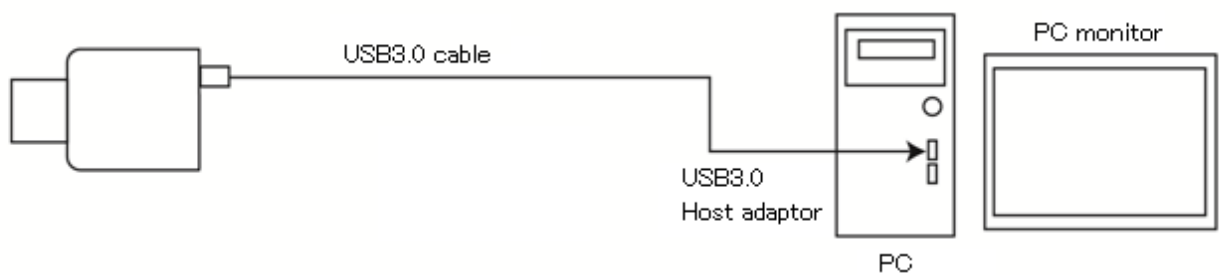 USB3.0 cable
PC monitor
USB3.0
Host adaptor
PC